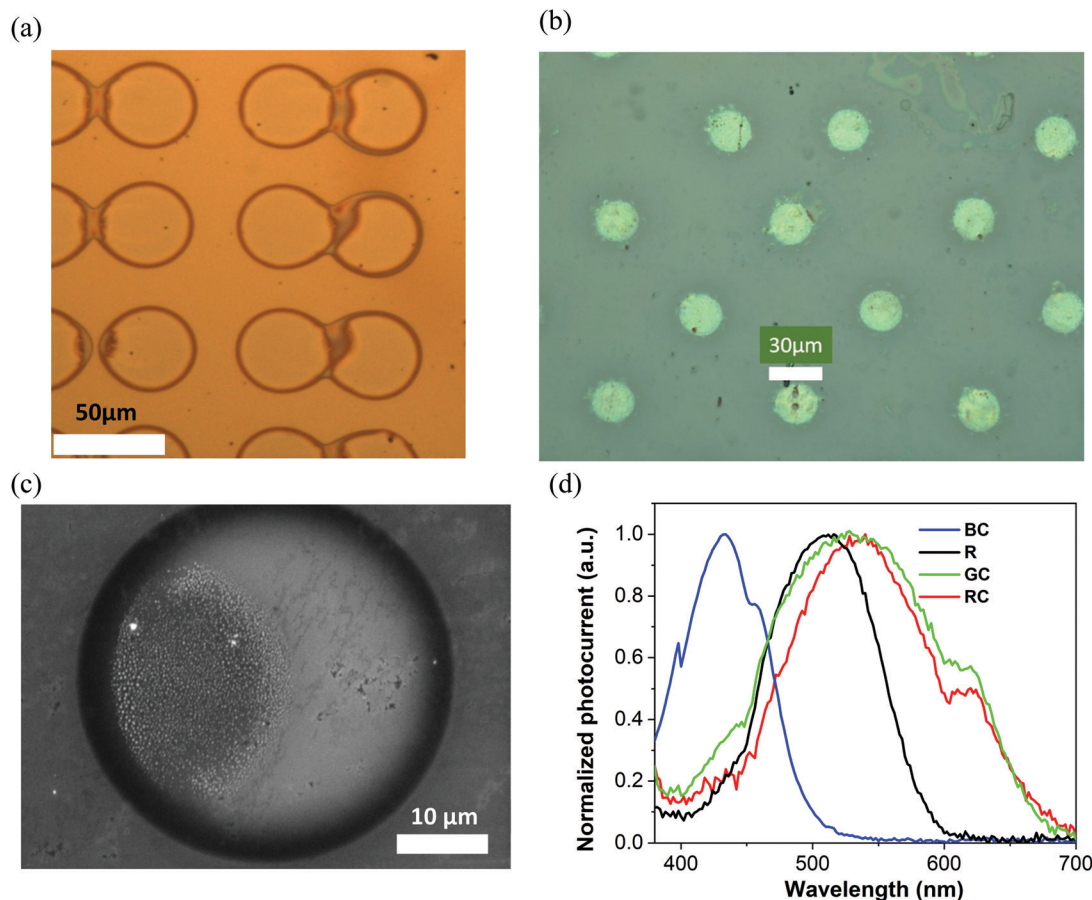 (a)
50μm
(b)
30μm
(c)
10 μm
(d)
Normalized photocurrent (a.u.)
1.0
0.8
0.6
0.4
0.2
0.0
BC
R
GC
RC
400 500 600 700
Wavelength (nm)